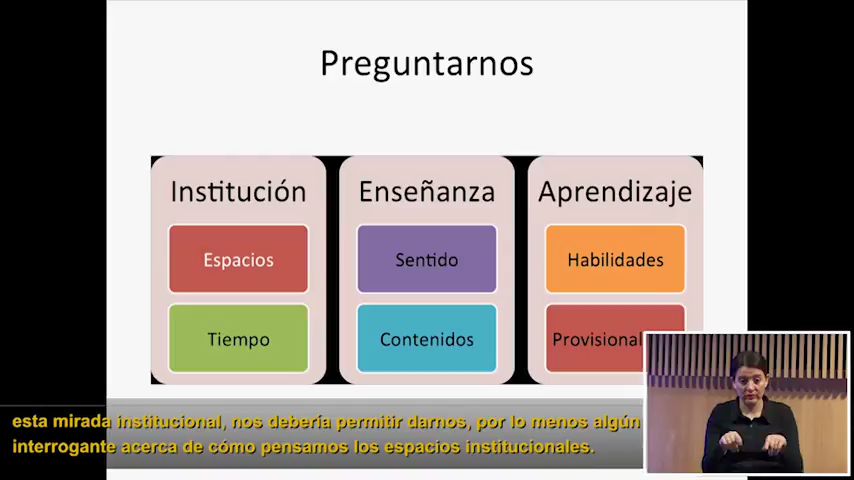 Preguntarnos
Institución
Enseñanza
Aprendizaje
Espacios
Sentido
Habilidades
Tiempo
Contenidos
esta mirada institucional, nos debería permitir darnos, por lo menos algún
interrogante acerca de cómo pensamos los espacios institucionales.